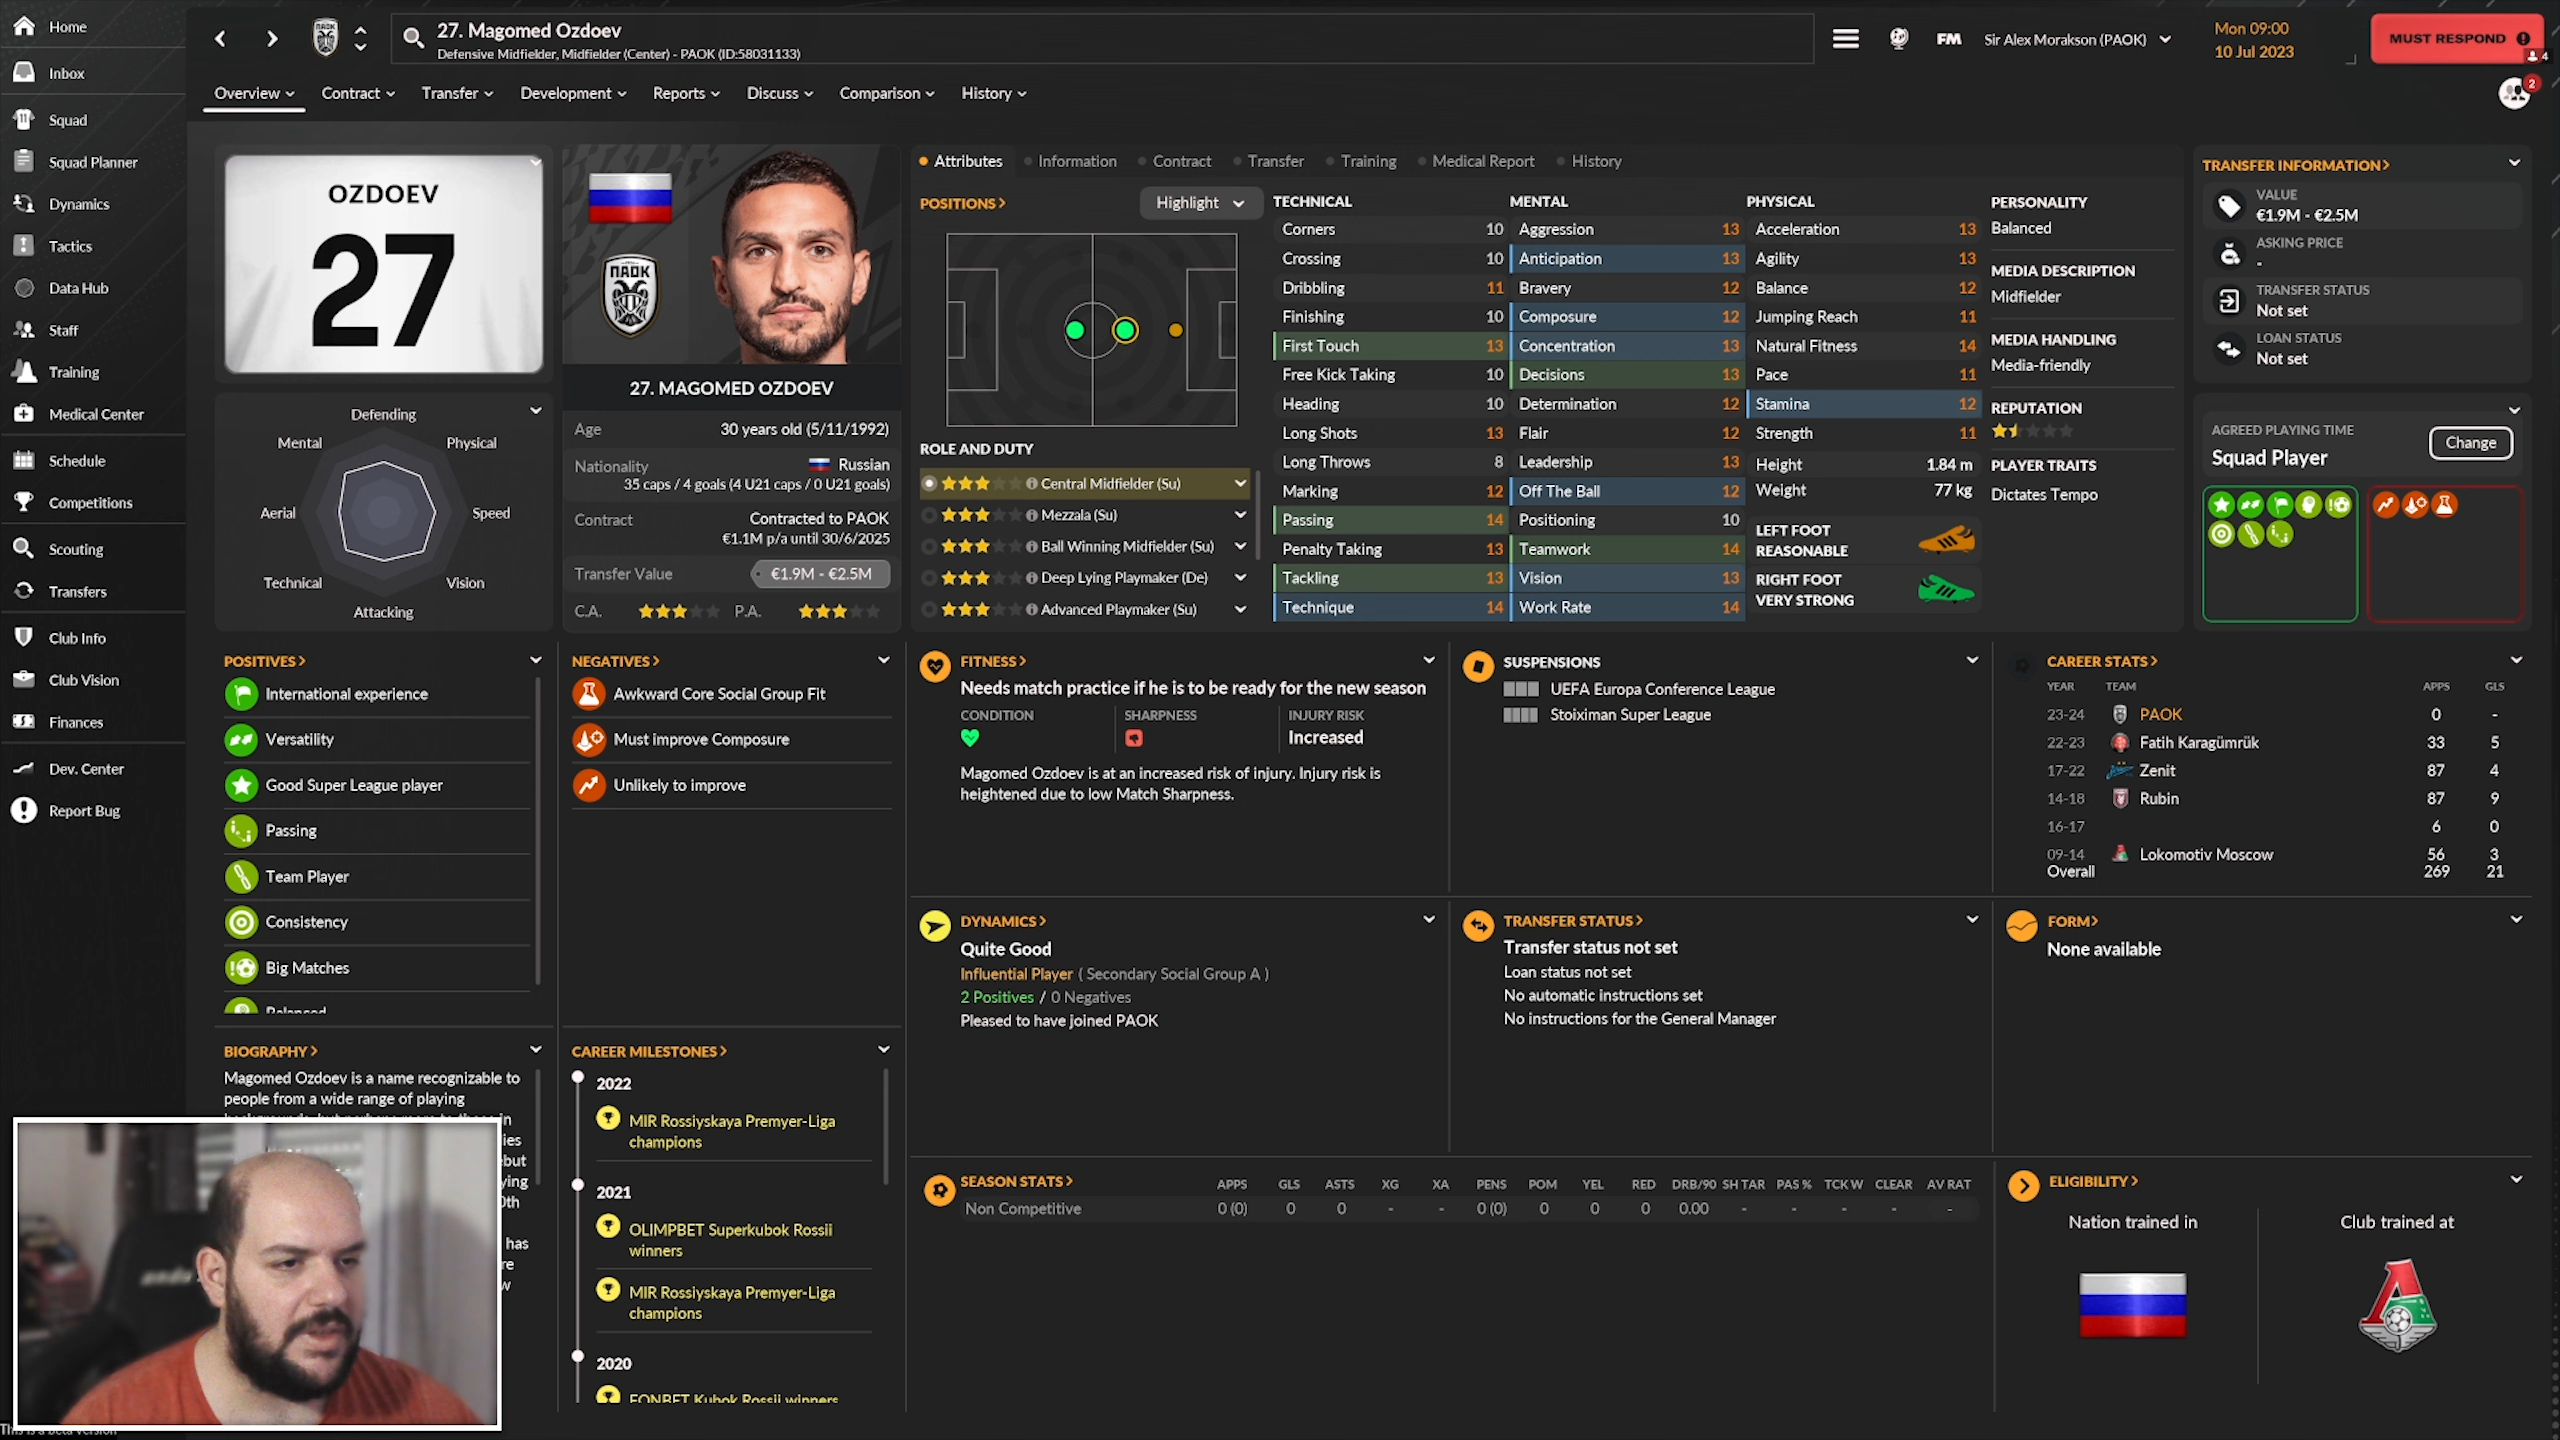 Home
Inbox
Squad
Squad Planner
Dynamics
Tactics
Data Hub
Staff
Training
Medical Center
Schedule
Competitions
Scouting
Transfers
Club Info
Club Vision
Finances
Dev. Center
Report Bug
27. Magomed Ozdoev
Defensive Midfielder, Midfielder (Center) - PAOK (ID:58031133)
FM
Sir Alex Morakson (PAOK)
Mon 09:00
10 Jul 2023
MUST RESPOND
4
2
Overview
Contract
Transfer
Development
Reports
Discuss
Comparison
History
OZDOEV
27
Defending
Physical
Speed
Vision
Attacking
Technical
Aerial
Mental
ΠΑΟΚ
27. MAGOMED OZDOEV
Age 30 years old (5/11/1992)
Nationality Russian
35 caps / 4 goals (4 U21 caps / 0 U21 goals)
Contract Contracted to PAOK
€1.1M p/a until 30/6/2025
Transfer Value €1.9M - €2.5M
C.A. P.A.
Attributes
Information
Contract
Transfer
Training
Medical Report
History
POSITIONS>
Highlight
ROLE AND DUTY
Central Midfielder (Su)
Mezzala (Su)
Ball Winning Midfielder (Su)
Deep Lying Playmaker (De)
Advanced Playmaker (Su)
TECHNICAL
Corners 10
Crossing 10
Dribbling 11
Finishing 10
First Touch 13
Free Kick Taking 10
Heading 10
Long Shots 13
Long Throws 8
Marking 12
Passing 14
Penalty Taking 13
Tackling 13
Technique 14
MENTAL
Aggression 13
Anticipation 13
Bravery 12
Composure 12
Concentration 13
Decisions 13
Determination 12
Flair 12
Leadership 13
Off The Ball 12
Positioning 10
Teamwork 14
Vision 13
Work Rate 14
PHYSICAL
Acceleration 13
Agility 13
Balance 12
Jumping Reach 11
Natural Fitness 14
Pace 11
Stamina 12
Strength 11
Height 1.84 m
Weight 77 kg
LEFT FOOT
REASONABLE
RIGHT FOOT
VERY STRONG
PERSONALITY
Balanced
MEDIA DESCRIPTION
Midfielder
MEDIA HANDLING
Media-friendly
REPUTATION
PLAYER TRAITS
Dictates Tempo
TRANSFER INFORMATION>
VALUE
€1.9M - €2.5M
ASKING PRICE
-
TRANSFER STATUS
Not set
LOAN STATUS
Not set
AGREED PLAYING TIME
Squad Player
Change
POSITIVES>
International experience
Versatility
Good Super League player
Passing
Team Player
Consistency
Big Matches
Balanced
NEGATIVES>
Awkward Core Social Group Fit
Must improve Composure
Unlikely to improve
FITNESS>
Needs match practice if he is to be ready for the new season
CONDITION
SHARPNESS
INJURY RISK
Increased
Magomed Ozdoev is at an increased risk of injury. Injury risk is
heightened due to low Match Sharpness.
SUSPENSIONS
UEFA Europa Conference League
Stoiximan Super League
CAREER STATS>
YEAR TEAM APPS GLS
23-24 PAOK 0 -
22-23 Fatih Karagümrük 33 5
17-22 Zenit 87 4
14-18 Rubin 87 9
16-17 6 0
09-14 Lokomotiv Moscow 56 3
Overall 269 21
DYNAMICS>
Quite Good
Influential Player ( Secondary Social Group A )
2 Positives / 0 Negatives
Pleased to have joined PAOK
TRANSFER STATUS>
Transfer status not set
Loan status not set
No automatic instructions set
No instructions for the General Manager
FORM>
None available
BIOGRAPHY>
Magomed Ozdoev is a name recognizable to
people from a wide range of playing
CAREER MILESTONES>
2022
MIR Rossiyskaya Premyer-Liga
champions
2021
OLIMPBET Superkubok Rossii
winners
MIR Rossiyskaya Premyer-Liga
champions
2020
FONBET Kubok Rossii winners
SEASON STATS> APPS GLS ASTS XG XA PENS POM YEL RED DRB/90 SH TAR PAS % TCK W CLEAR AV RAT
Non Competitive 0 (0) 0 0 - - 0 (0) 0 0 0 0.00 - - - - -
ELIGIBILITY>
Nation trained in
Club trained at
This is a beta version